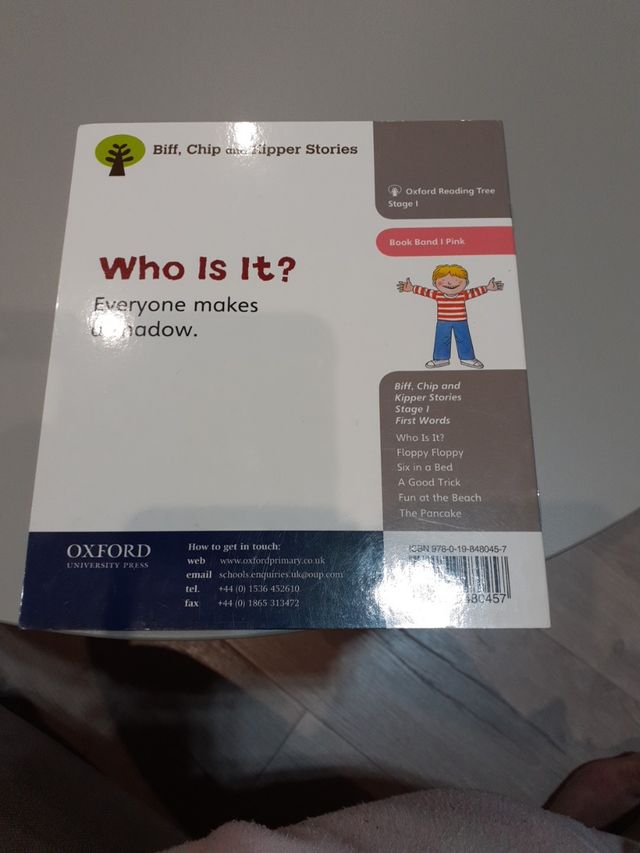 Biff, Chip and Kipper Stories
Oxford Reading Tree
Stage 1
Book Band 1 Pink
Who Is It?
Everyone makes
a shadow.
Biff, Chip and
Kipper Stories
Stage 1
First Words
Who Is It?
Floppy Floppy
Six in a Bed
A Good Trick
Fun at the Beach
The Pancake
OXFORD
UNIVERSITY PRESS
How to get in touch:
web www.oxfordprimary.co.uk
email schools.enquiries.uk@oup.com
tel. +44 (0) 1536 452610
fax +44 (0) 1865 313472
ISBN 978-0-19-848045-7
480457